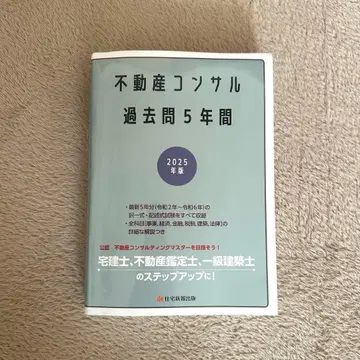 不動産コンサル
過去問5年間
2025
年版
・最新5年分(令和2年~令和6年)の
択一式・記述式試験をすべて収録
・全科目(事業、経済、金融、税制、建築、法律)の
詳細な解説つき
公認 不動産コンサルティングマスターを目指そう!
宅建士、不動産鑑定士、一級建築士
のステップアップに!
住宅新報出版